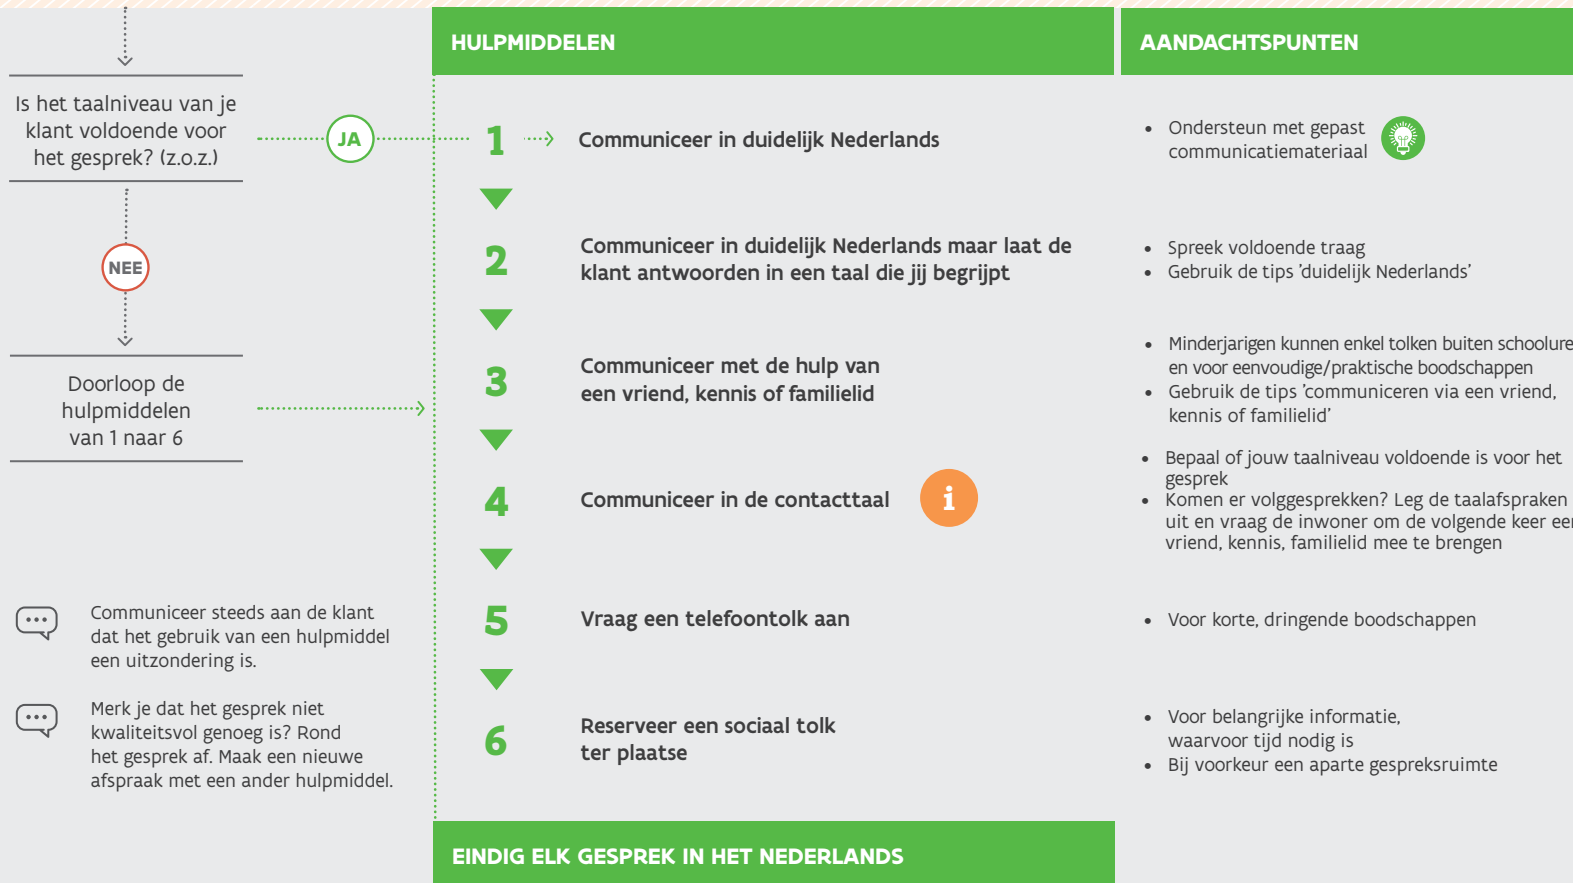 HULPMIDDELEN
AANDACHTSPUNTEN
Is het taalniveau van je
klant voldoende voor
het gesprek? (z.o.z.)
JA
NEE
Doorloop de
hulpmiddelen
van 1 naar 6
Communiceer steeds aan de klant
dat het gebruik van een hulpmiddel
een uitzondering is.
Merk je dat het gesprek niet
kwaliteitsvol genoeg is? Rond
het gesprek af. Maak een nieuwe
afspraak met een ander hulpmiddel.
1 Communiceer in duidelijk Nederlands
• Ondersteun met gepast
communicatiemateriaal
2 Communiceer in duidelijk Nederlands maar laat de
klant antwoorden in een taal die jij begrijpt
• Spreek voldoende traag
• Gebruik de tips 'duidelijk Nederlands'
3 Communiceer met de hulp van
een vriend, kennis of familielid
• Minderjarigen kunnen enkel tolken buiten
en voor eenvoudige/praktische boodschappen
• Gebruik de tips 'communiceren via een vriend,
kennis of familielid'
4 Communiceer in de contacttaal
i
• Bepaal of jouw taalniveau voldoende is voor het
gesprek
• Komen er volggesprekken? Leg de taalafspraken
uit en vraag de inwoner om de volgende keer
vriend, kennis, familielid mee te brengen
5 Vraag een telefoontolk aan
• Voor korte, dringende boodschappen
6 Reserveer een sociaal tolk
ter plaatse
• Voor belangrijke informatie,
waarvoor tijd nodig is
• Bij voorkeur een aparte gespreksruimte
EINDIG ELK GESPREK IN HET NEDERLANDS